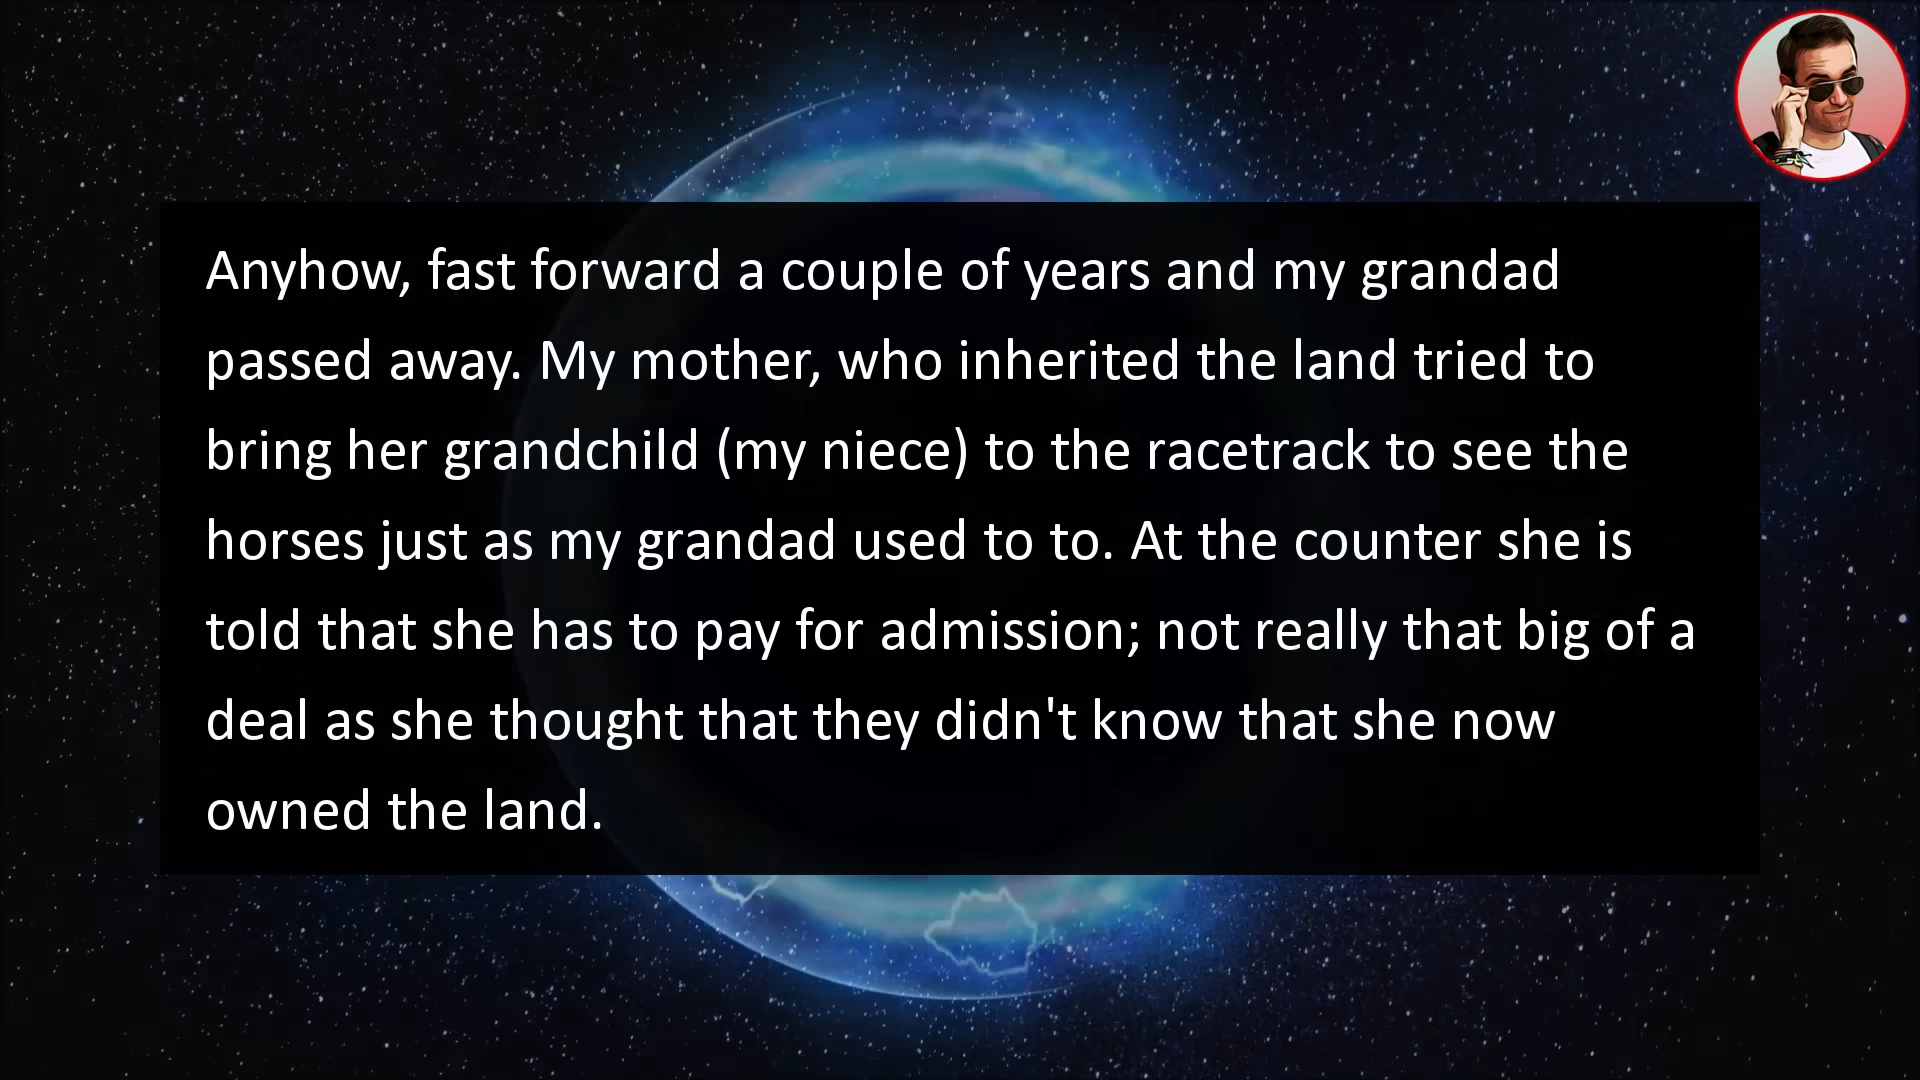 Anyhow, fast forward a couple of years and my grandad
passed away. My mother, who inherited the land tried to
bring her grandchild (my niece) to the racetrack to see the
horses just as my grandad used to to. At the counter she is
told that she has to pay for admission; not really that big of a
deal as she thought that they didn't know that she now
owned the land.